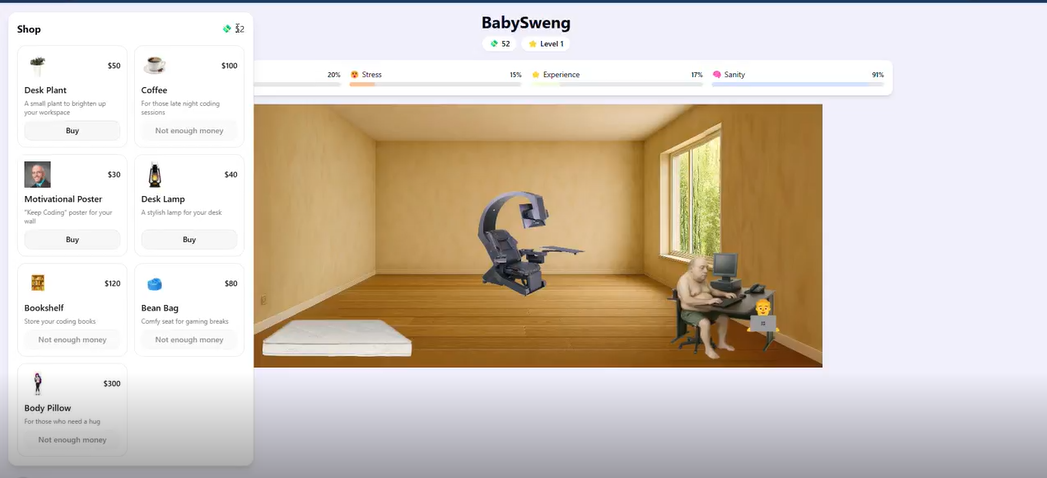 BabySweng
52
Level 1
20%
Stress
15%
Experience
17%
Sanity
91%
Shop
$50
Desk Plant
A small plant to brighten up
your workspace
Buy
$100
Coffee
For those late night coding
sessions
Not enough money
$30
Motivational Poster
"Keep Coding" poster for your
wall
Buy
$40
Desk Lamp
A stylish lamp for your desk
Buy
$120
Bookshelf
Store your coding books
Not enough money
$80
Bean Bag
Comfy seat for gaming breaks
Not enough money
$300
Body Pillow
For those who need a hug
Not enough money